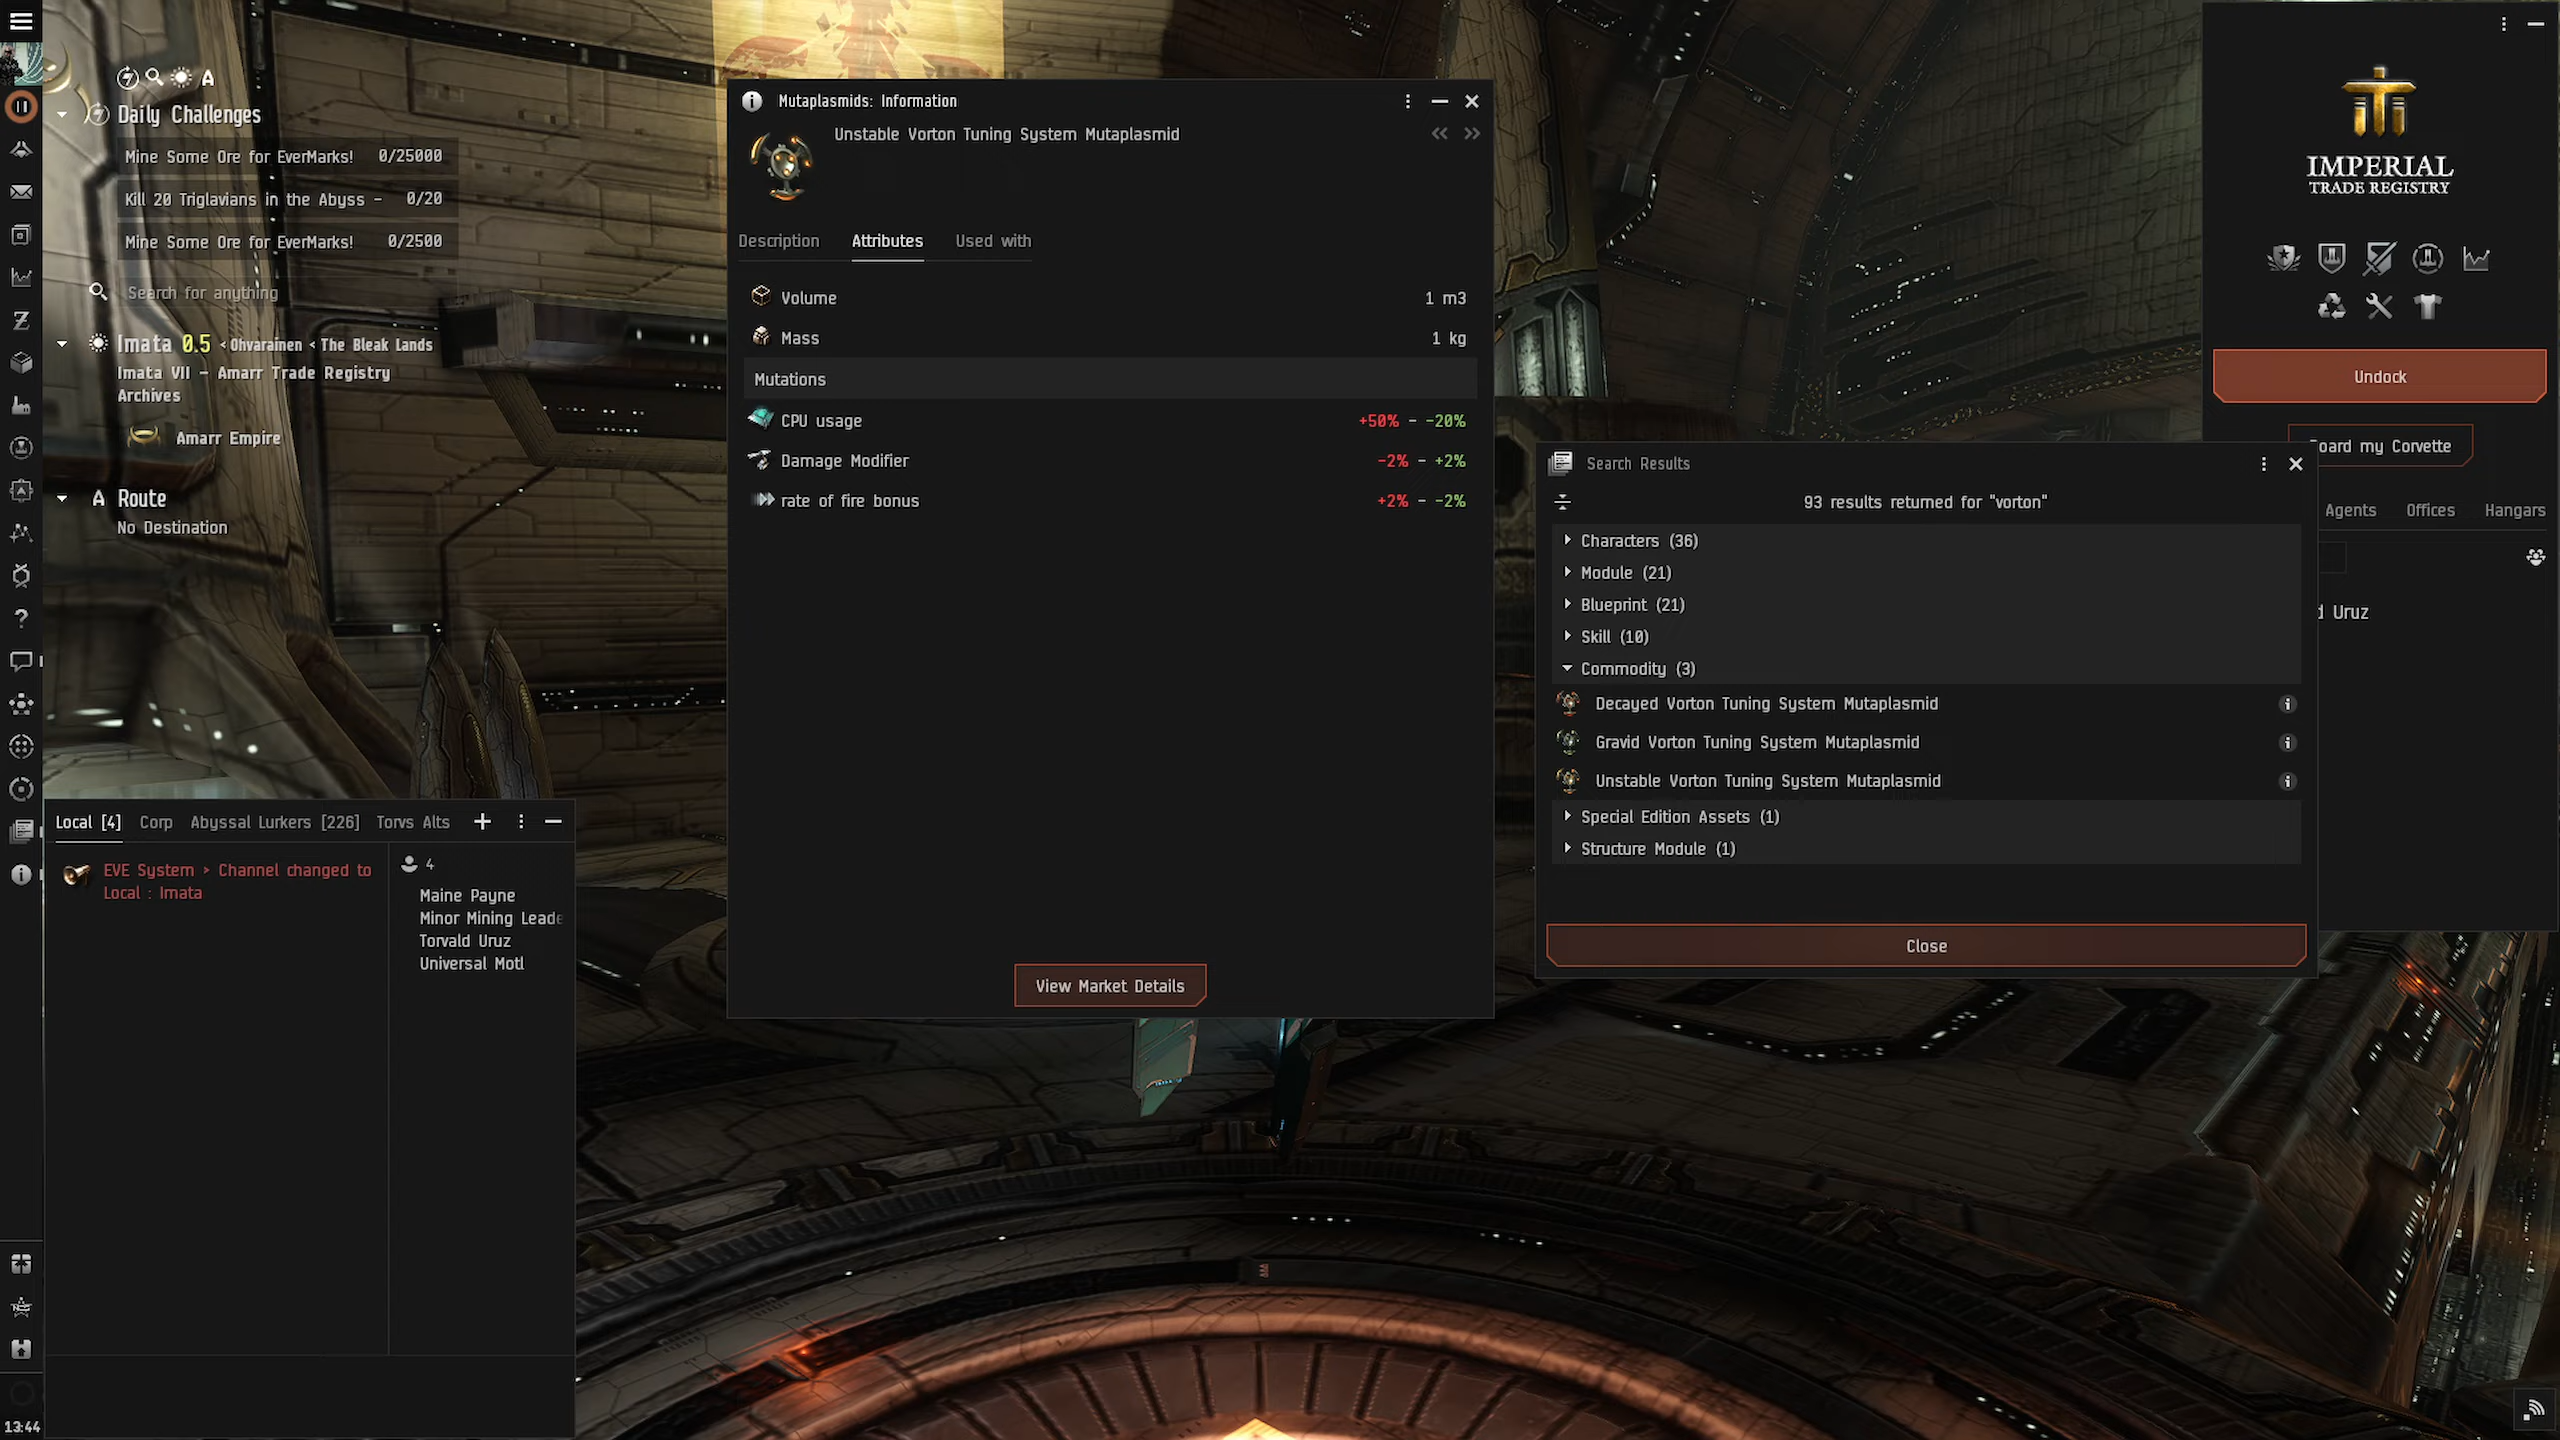 A
Daily Challenges
Mine Some Ore for EverMarks! 0/25000
Kill 20 Triglavians in the Abyss - 0/20
Mine Some Ore for EverMarks! 0/2500
Search for anything
Imata 0.5 < Ohvarainen < The Bleak Lands
Imata VII - Amarr Trade Registry
Archives
Amarr Empire
A Route
No Destination
Local [4] Corp Abyssal Lurkers [226] Torvs Alts
EVE System > Channel changed to
Local : Imata
4
Maine Payne
Minor Mining Leade
Torvald Uruz
Universal Motl
13:44
Mutaplasmids: Information
Unstable Vorton Tuning System Mutaplasmid
Description Attributes Used with
Volume 1 m3
Mass 1 kg
Mutations
CPU usage +50% - -20%
Damage Modifier -2% - +2%
rate of fire bonus +2% - -2%
View Market Details
Search Results
93 results returned for "vorton"
Characters (36)
Module (21)
Blueprint (21)
Skill (10)
Commodity (3)
Decayed Vorton Tuning System Mutaplasmid
Gravid Vorton Tuning System Mutaplasmid
Unstable Vorton Tuning System Mutaplasmid
Special Edition Assets (1)
Structure Module (1)
Close
IMPERIAL
TRADE REGISTRY
Undock
Board my Corvette
Agents Offices Hangars
d Uruz